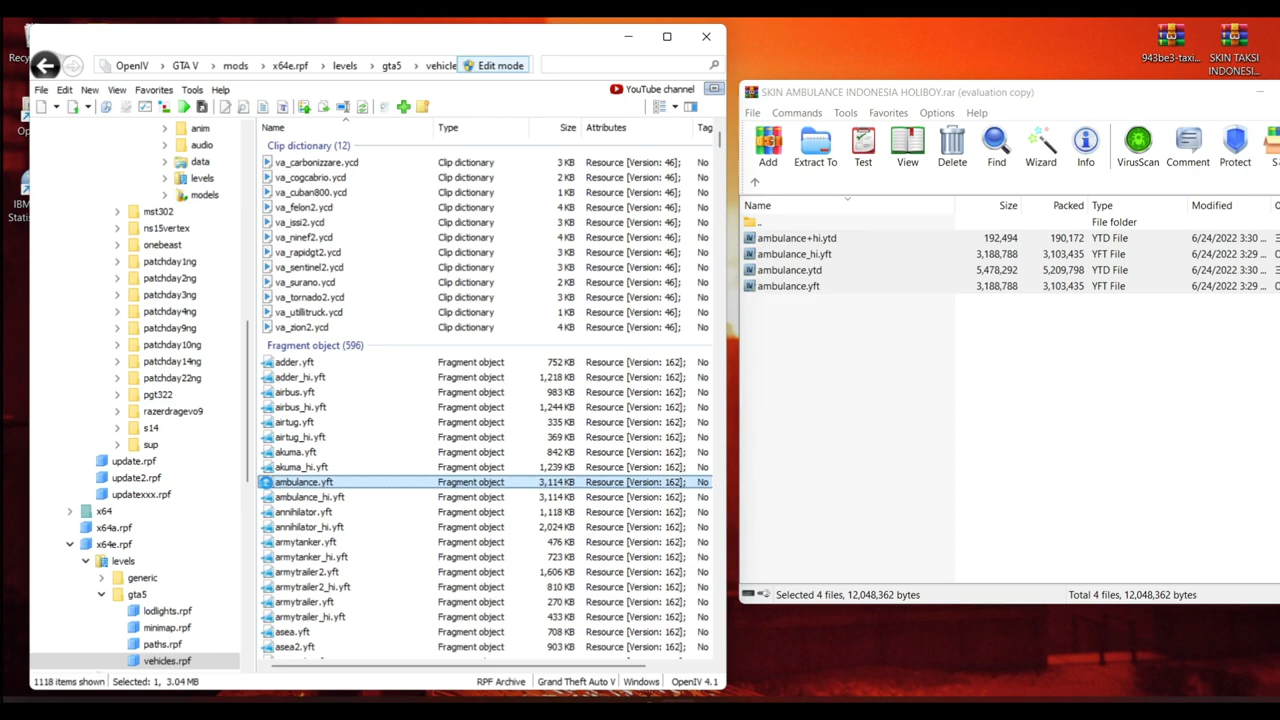 Recy
Op
IBM
Statis
OpenIV
GTA V
mods
x64e.rpf
levels
gta5
vehicle
Edit mode
File Edit New View Favorites Tools Help
YouTube channel
anim
audio
data
levels
models
mst302
ns15vertex
onebeast
patchday1ng
patchday2ng
patchday3ng
patchday4ng
patchday9ng
patchday10ng
patchday14ng
patchday22ng
pgt322
razerdragevo9
s14
sup
update.rpf
update2.rpf
updatexxx.rpf
x64
x64a.rpf
x64e.rpf
levels
generic
gta5
lodlights.rpf
minimap.rpf
paths.rpf
vehicles.rpf
Name Type Size Attributes Tag
Clip dictionary (12)
va_carbonizzare.ycd Clip dictionary 3 KB Resource [Version: 46]; No
va_cogcabrio.ycd Clip dictionary 2 KB Resource [Version: 46]; No
va_cuban800.ycd Clip dictionary 1 KB Resource [Version: 46]; No
va_felon2.ycd Clip dictionary 4 KB Resource [Version: 46]; No
va_issi2.ycd Clip dictionary 3 KB Resource [Version: 46]; No
va_ninef2.ycd Clip dictionary 4 KB Resource [Version: 46]; No
va_rapidgt2.ycd Clip dictionary 3 KB Resource [Version: 46]; No
va_sentinel2.ycd Clip dictionary 3 KB Resource [Version: 46]; No
va_surano.ycd Clip dictionary 2 KB Resource [Version: 46]; No
va_tornado2.ycd Clip dictionary 3 KB Resource [Version: 46]; No
va_utillitruck.ycd Clip dictionary 1 KB Resource [Version: 46]; No
va_zion2.ycd Clip dictionary 4 KB Resource [Version: 46]; No
Fragment object (596)
adder.yft Fragment object 752 KB Resource [Version: 162]; No
adder_hi.yft Fragment object 1,218 KB Resource [Version: 162]; No
airbus.yft Fragment object 983 KB Resource [Version: 162]; No
airbus_hi.yft Fragment object 1,244 KB Resource [Version: 162]; No
airtug.yft Fragment object 335 KB Resource [Version: 162]; No
airtug_hi.yft Fragment object 369 KB Resource [Version: 162]; No
akuma.yft Fragment object 842 KB Resource [Version: 162]; No
akuma_hi.yft Fragment object 1,239 KB Resource [Version: 162]; No
ambulance.yft Fragment object 3,114 KB Resource [Version: 162]; No
ambulance_hi.yft Fragment object 3,114 KB Resource [Version: 162]; No
annihilator.yft Fragment object 1,118 KB Resource [Version: 162]; No
annihilator_hi.yft Fragment object 2,024 KB Resource [Version: 162]; No
armytanker.yft Fragment object 476 KB Resource [Version: 162]; No
armytanker_hi.yft Fragment object 723 KB Resource [Version: 162]; No
armytrailer2.yft Fragment object 1,606 KB Resource [Version: 162]; No
armytrailer2_hi.yft Fragment object 810 KB Resource [Version: 162]; No
armytrailer.yft Fragment object 270 KB Resource [Version: 162]; No
armytrailer_hi.yft Fragment object 433 KB Resource [Version: 162]; No
asea.yft Fragment object 708 KB Resource [Version: 162]; No
asea2.yft Fragment object 647 KB Resource [Version: 162]; No
1118 items shown Selected: 1, 3.04 MB RPF Archive Grand Theft Auto V Windows OpenIV 4.1
943be3-taxi...
SKIN TAKSI
INDONESI...
SKIN AMBULANCE INDONESIA HOLIBOY.rar (evaluation copy)
File Commands Tools Favorites Options Help
Add Extract To Test View Delete Find Wizard Info VirusScan Comment Protect S
Name Size Packed Type Modified C
.. File folder
ambulance+hi.ytd 192,494 190,172 YTD File 6/24/2022 3:30 ...
ambulance_hi.yft 3,188,788 3,103,435 YFT File 6/24/2022 3:29 ...
ambulance.ytd 5,478,292 5,209,798 YTD File 6/24/2022 3:30 ...
ambulance.yft 3,188,788 3,103,435 YFT File 6/24/2022 3:29 ...
Selected 4 files, 12,048,362 bytes
Total 4 files, 12,048,362 bytes